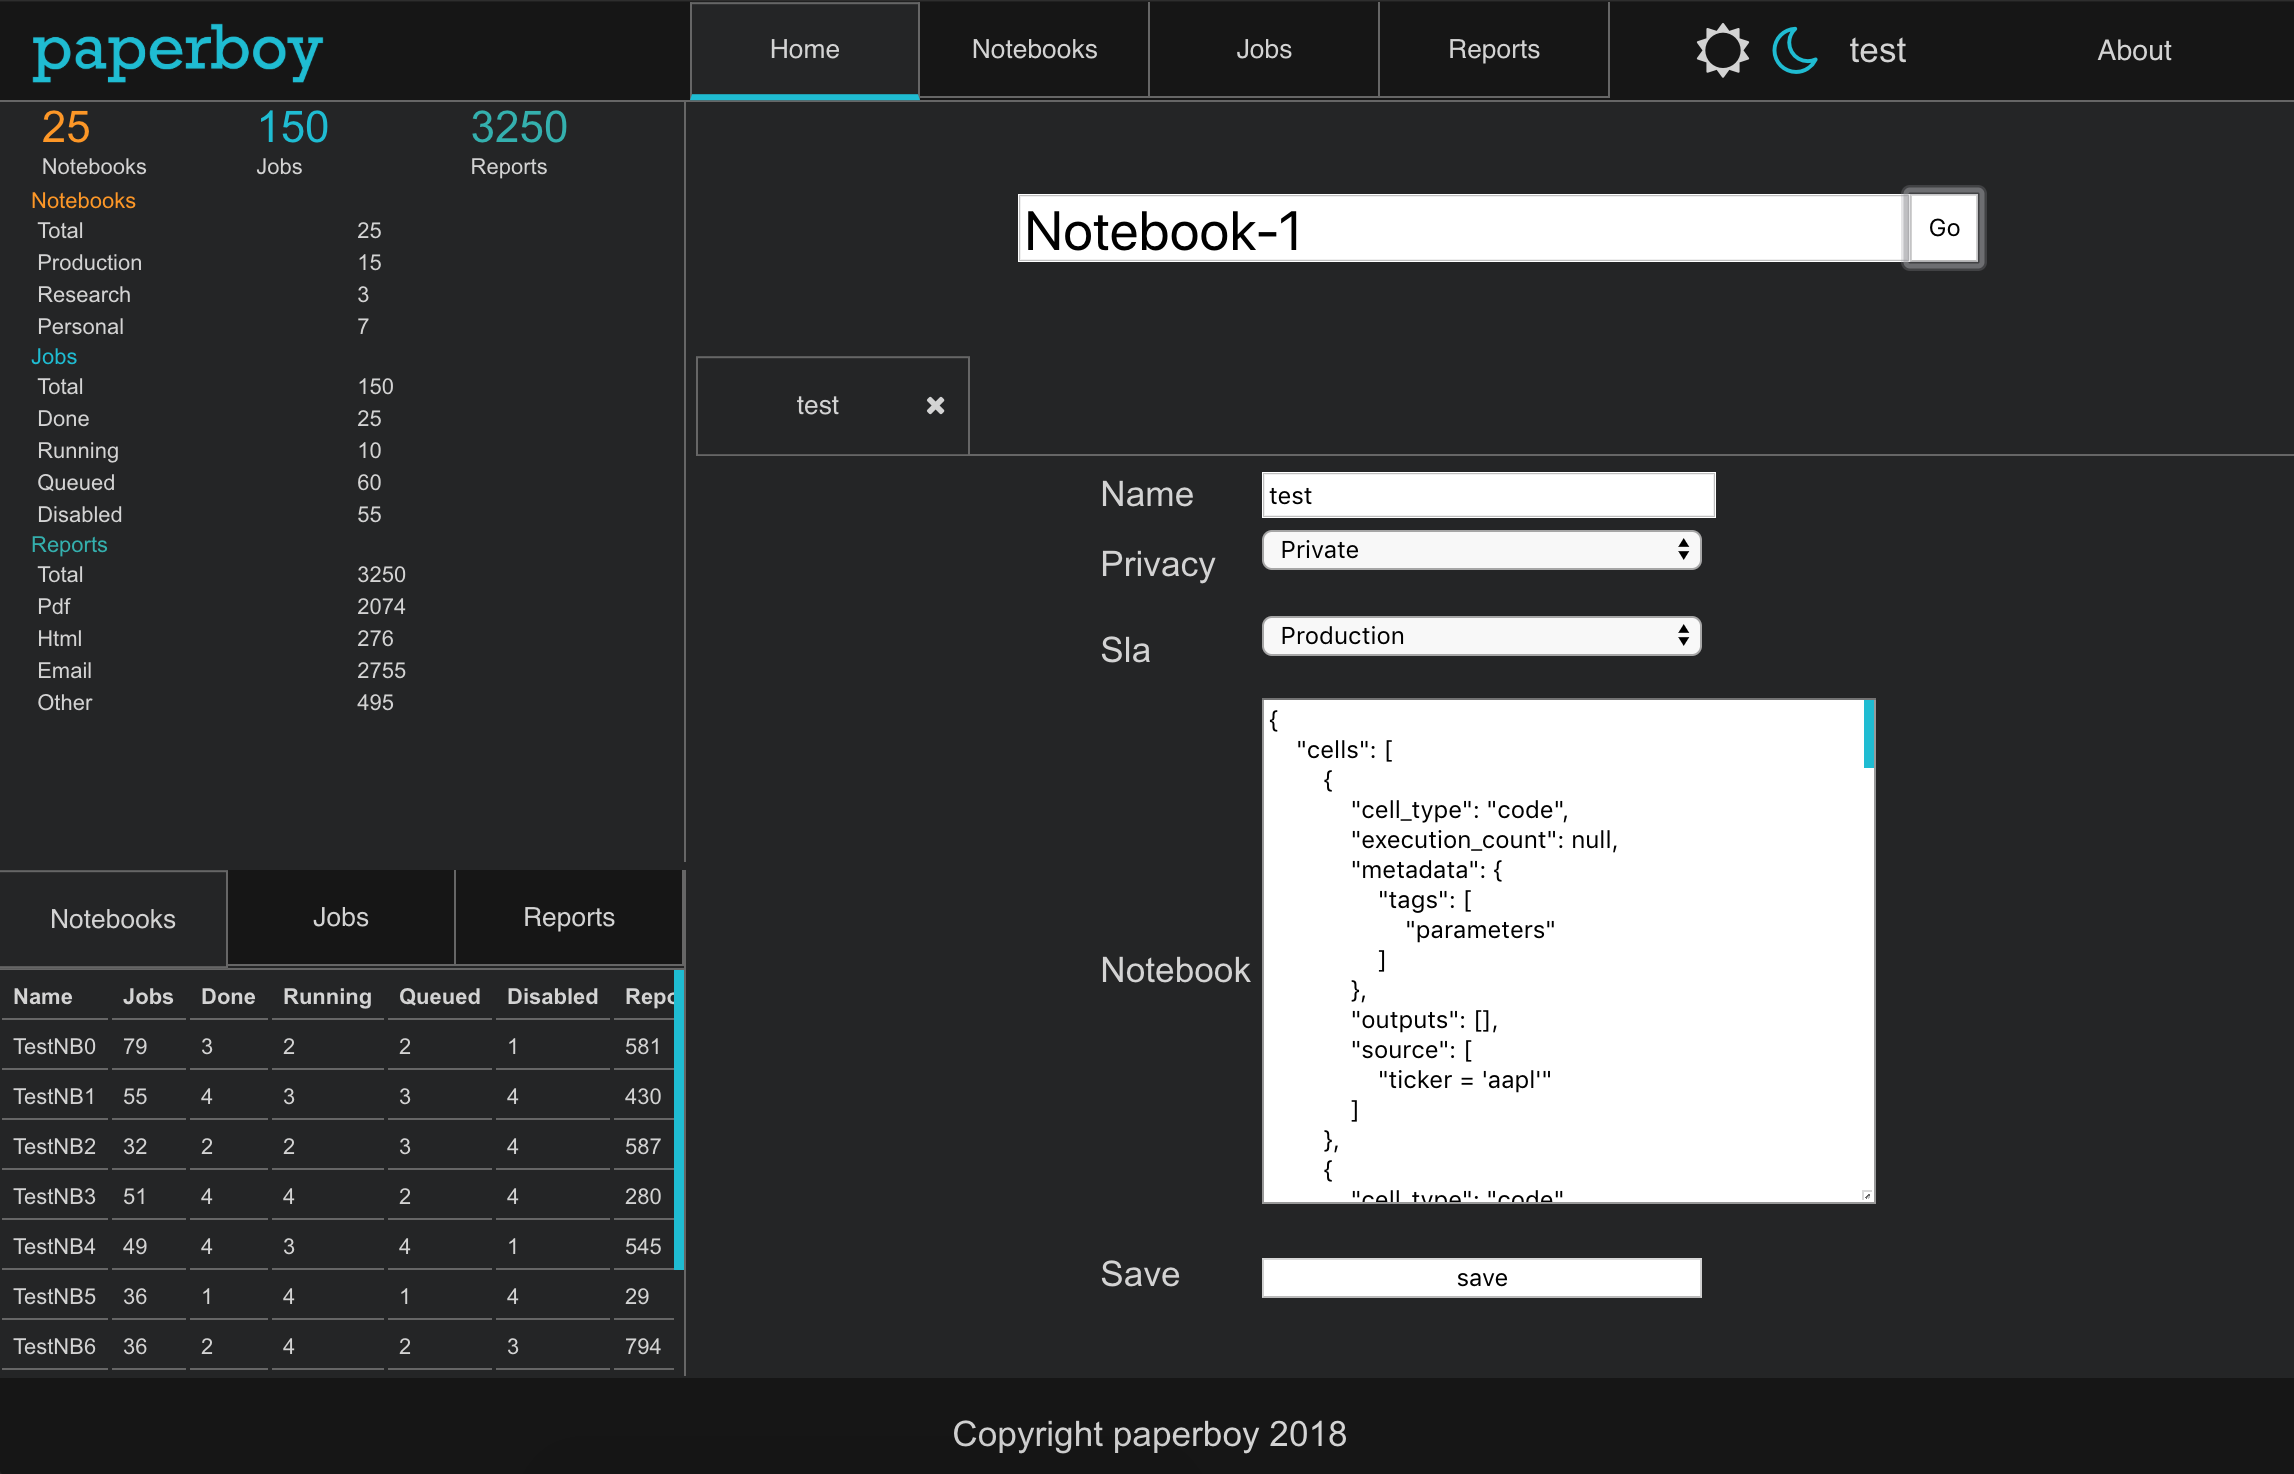 paperboy
Home Notebooks Jobs Reports test About
25 150 3250
Notebooks Jobs Reports
Notebooks
Total 25
Production 15
Research 3
Personal 7
Jobs
Total 150
Done 25
Running 10
Queued 60
Disabled 55
Reports
Total 3250
Pdf 2074
Html 276
Email 2755
Other 495
Notebooks Jobs Reports
Name Jobs Done Running Queued Disabled Repo
TestNB0 79 3 2 2 1 581
TestNB1 55 4 3 3 4 430
TestNB2 32 2 2 3 4 587
TestNB3 51 4 4 2 4 280
TestNB4 49 4 3 4 1 545
TestNB5 36 1 4 1 4 29
TestNB6 36 2 4 2 3 794
Notebook-1 Go
test ✖
Name test
Privacy Private
Sla Production
Notebook
{
"cells": [
{
"cell_type": "code",
"execution_count": null,
"metadata": {
"tags": [
"parameters"
]
},
"outputs": [],
"source": [
"ticker = 'aapl'"
]
},
{
"cell_type": "code"
Save save
Copyright paperboy 2018